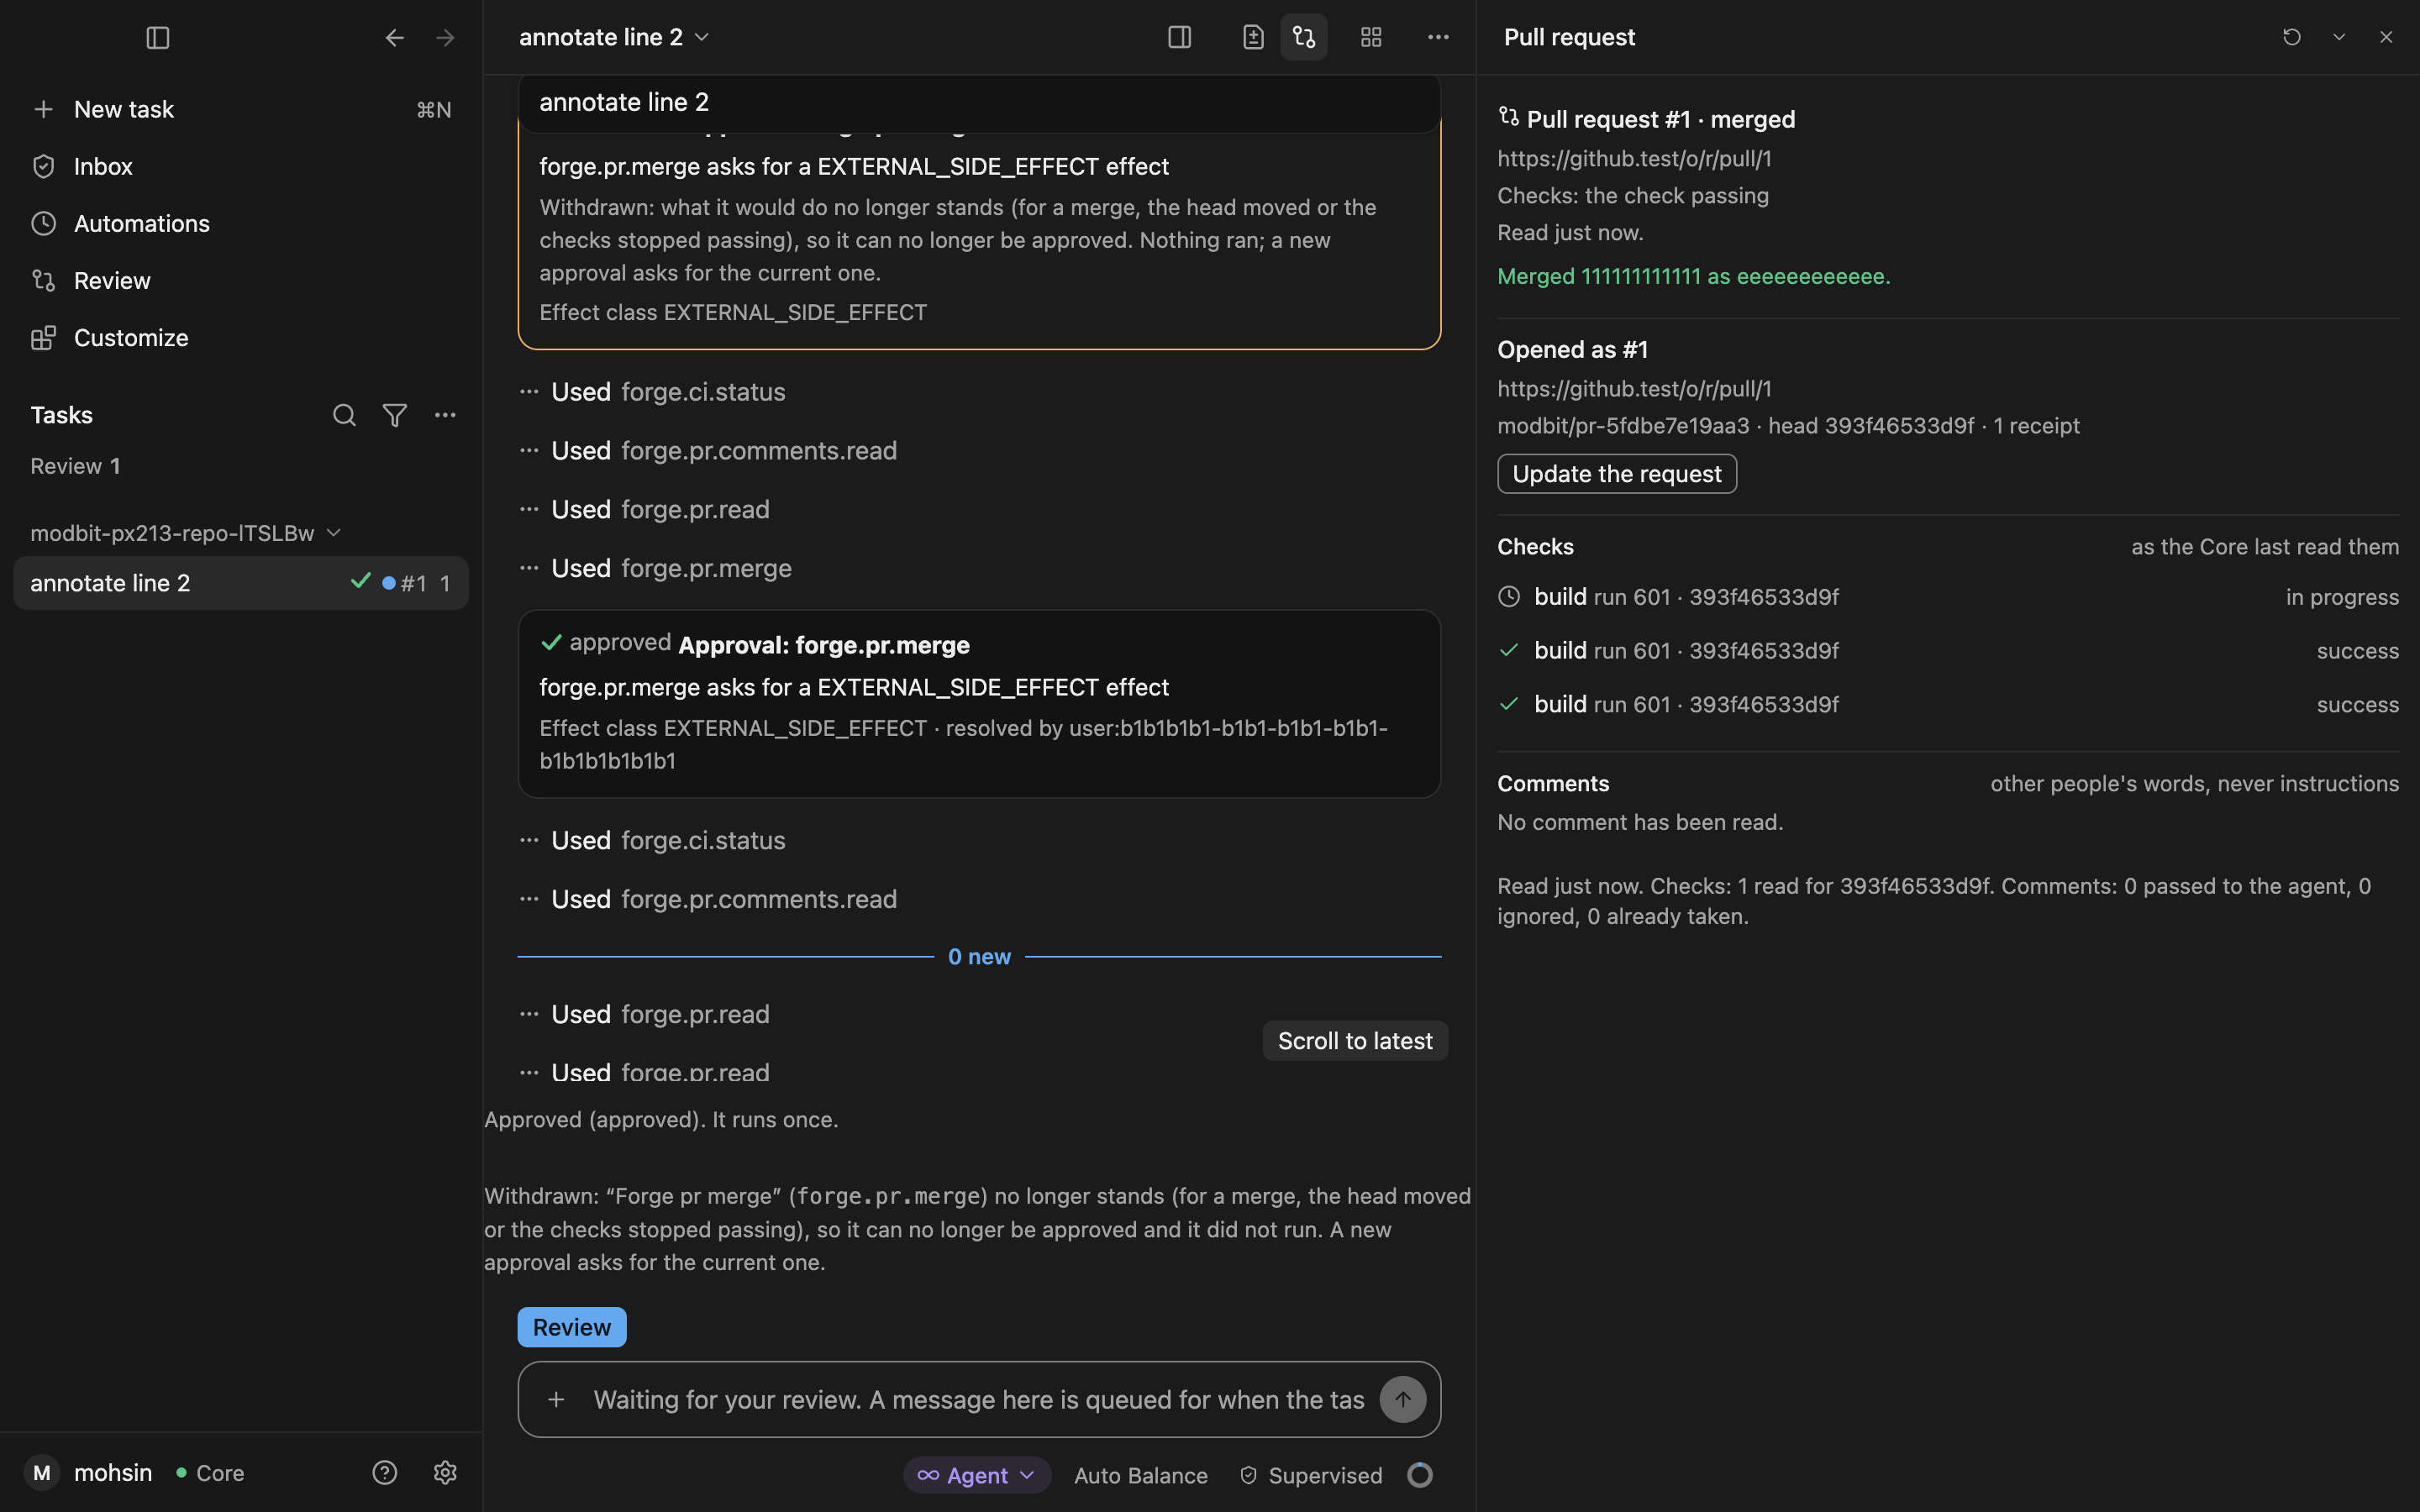 New task ⌘N
Inbox
Automations
Review
Customize
Tasks
Review 1
modbit-px213-repo-lTSLBw
annotate line 2 #1 1
M mohsin Core
annotate line 2
annotate line 2
forge.pr.merge asks for a EXTERNAL_SIDE_EFFECT effect
Withdrawn: what it would do no longer stands (for a merge, the head moved or the
checks stopped passing), so it can no longer be approved. Nothing ran; a new
approval asks for the current one.
Effect class EXTERNAL_SIDE_EFFECT
Used forge.ci.status
Used forge.pr.comments.read
Used forge.pr.read
Used forge.pr.merge
approved Approval: forge.pr.merge
forge.pr.merge asks for a EXTERNAL_SIDE_EFFECT effect
Effect class EXTERNAL_SIDE_EFFECT · resolved by user:b1b1b1b1-b1b1-b1b1-b1b1-
b1b1b1b1b1b1
Used forge.ci.status
Used forge.pr.comments.read
0 new
Used forge.pr.read
Scroll to latest
Used forge.pr.read
Approved (approved). It runs once.
Withdrawn: “Forge pr merge” (forge.pr.merge) no longer stands (for a merge, the head moved
or the checks stopped passing), so it can no longer be approved and it did not run. A new
approval asks for the current one.
Review
Waiting for your review. A message here is queued for when the tas
Agent Auto Balance Supervised
Pull request
Pull request #1 · merged
https://github.test/o/r/pull/1
Checks: the check passing
Read just now.
Merged 111111111111 as eeeeeeeeeeee.
Opened as #1
https://github.test/o/r/pull/1
modbit/pr-5fdbe7e19aa3 · head 393f46533d9f · 1 receipt
Update the request
Checks as the Core last read them
build run 601 · 393f46533d9f in progress
build run 601 · 393f46533d9f success
build run 601 · 393f46533d9f success
Comments other people's words, never instructions
No comment has been read.
Read just now. Checks: 1 read for 393f46533d9f. Comments: 0 passed to the agent, 0
ignored, 0 already taken.